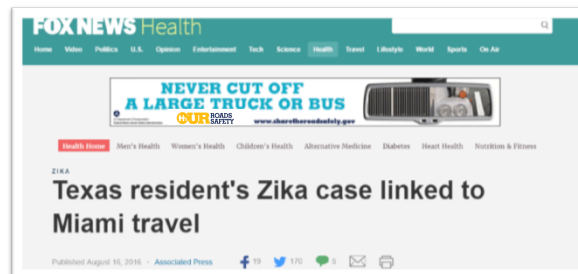 FOX NEWS Health
Home Video Politics U.S. Opinion Entertainment Tech Science Health Travel Lifestyle World Sports On Air
NEVER CUT OFF
A LARGE TRUCK OR BUS
OUR ROADS SAFETY www.sharetheroadsafely.gov
Health Home Men's Health Women's Health Children's Health Alternative Medicine Diabetes Heart Health Nutrition & Fitness
ZIKA
Texas resident's Zika case linked to
Miami travel
Published August 16, 2016 · Associated Press 19 170 5